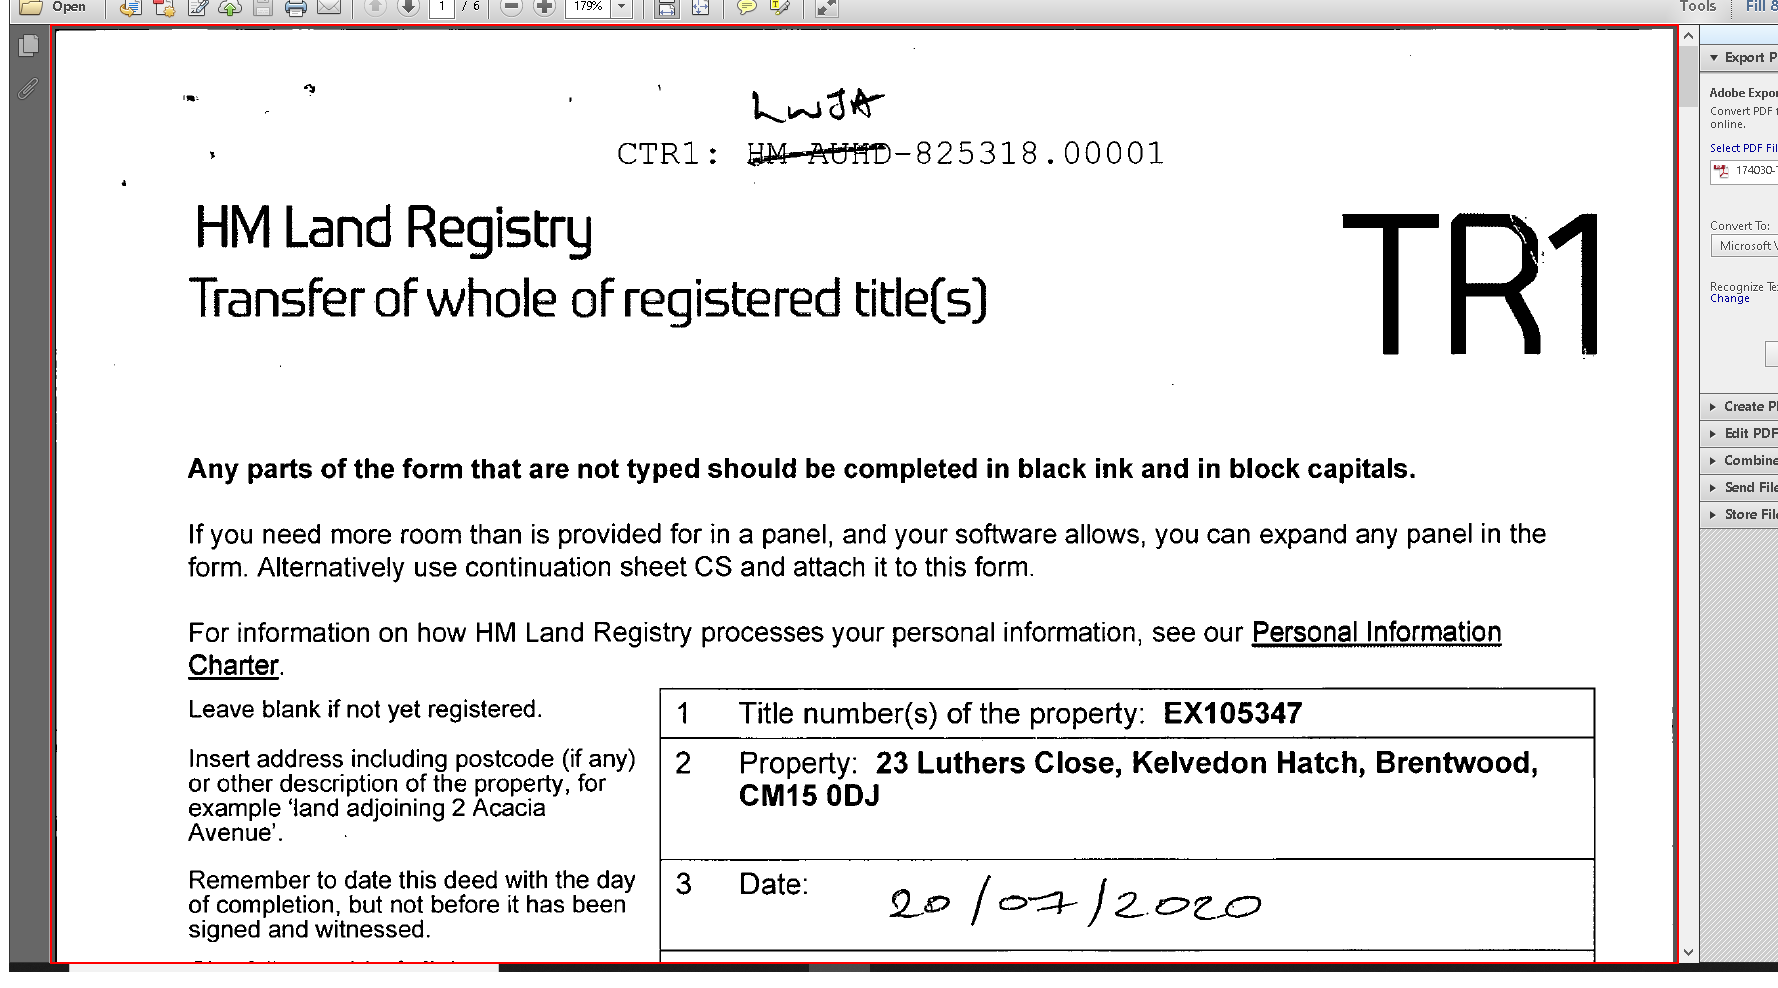 Open
1 / 6
179%
Tools
Fill &
LWJA
CTR1: HM-AUHD-825318.00001
HM Land Registry
Transfer of whole of registered title(s)
TR1
Any parts of the form that are not typed should be completed in black ink and in block capitals.
If you need more room than is provided for in a panel, and your software allows, you can expand any panel in the
form. Alternatively use continuation sheet CS and attach it to this form.
For information on how HM Land Registry processes your personal information, see our Personal Information
Charter.
Leave blank if not yet registered.
1 Title number(s) of the property: EX105347
Insert address including postcode (if any)
or other description of the property, for
example ‘land adjoining 2 Acacia
Avenue’.
2 Property: 23 Luthers Close, Kelvedon Hatch, Brentwood,
CM15 0DJ
Remember to date this deed with the day
of completion, but not before it has been
signed and witnessed.
3 Date: 20/07/2020
Export P
Adobe Expor
Convert PDF
online.
Select PDF Fil
174030-
Convert To:
Microsoft
Recognize Te
Change
Create P
Edit PDF
Combine
Send File
Store File